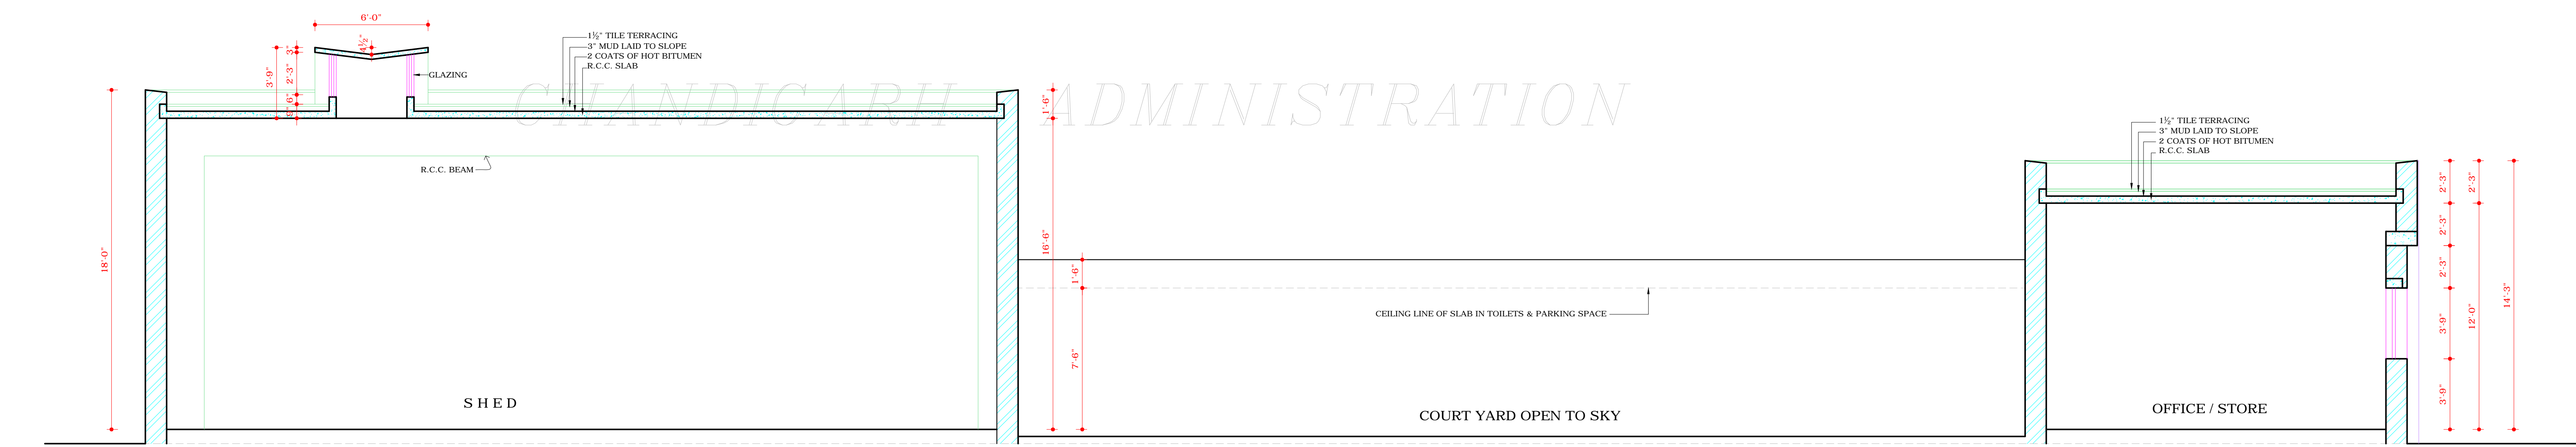 6'-0"
4½"
3"
2'-3"
6"
9"
3'-9"
GLAZING
1½" TILE TERRACING
3" MUD LAID TO SLOPE
2 COATS OF HOT BITUMEN
R.C.C. SLAB
CHANDIGARH ADMINISTRATION
R.C.C. BEAM
18'-0"
SHED
1'-6"
16'-6"
1'-6"
7'-6"
CEILING LINE OF SLAB IN TOILETS & PARKING SPACE
COURT YARD OPEN TO SKY
1½" TILE TERRACING
3" MUD LAID TO SLOPE
2 COATS OF HOT BITUMEN
R.C.C. SLAB
OFFICE / STORE
2'-3"
2'-3"
2'-3"
3'-9"
3'-9"
2'-3"
12'-0"
14'-3"